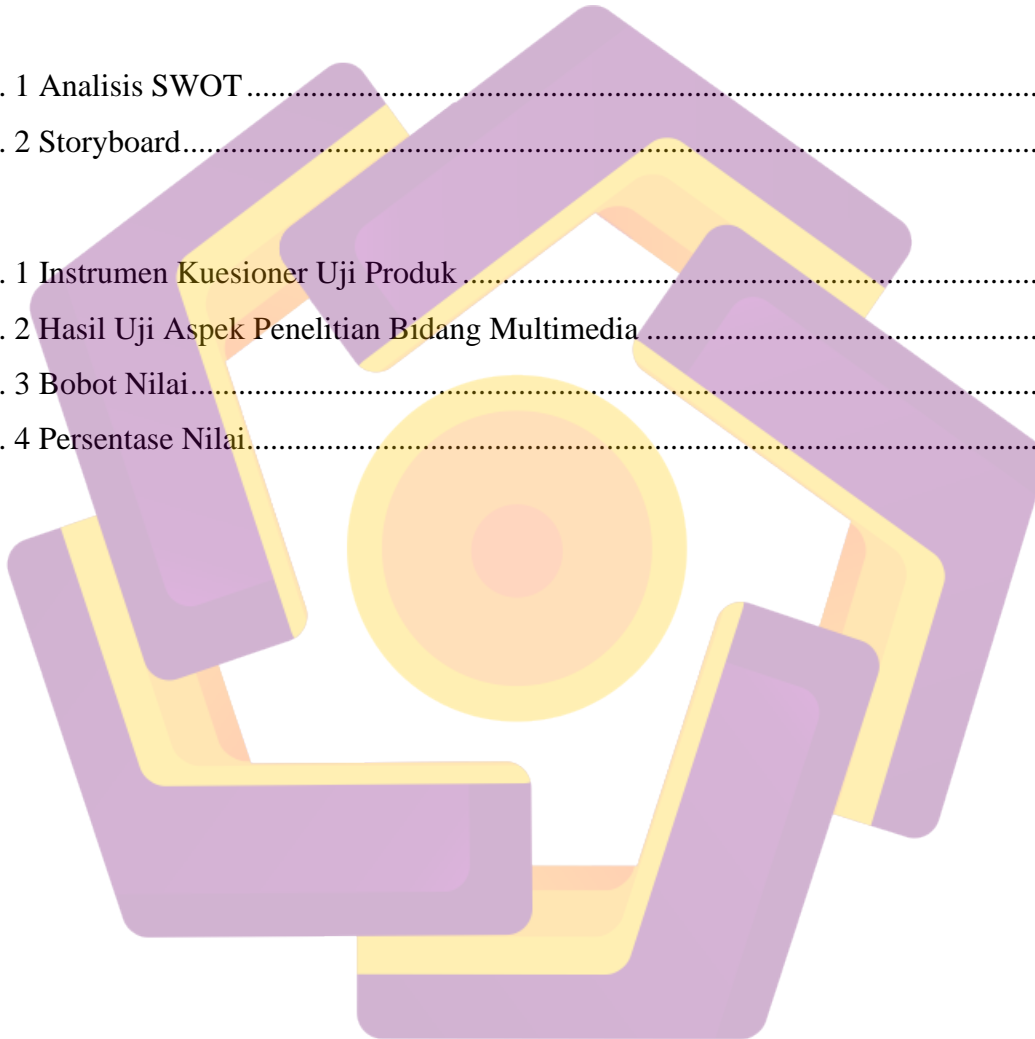 . 1 Analisis SWOT........................................................................................................
. 2 Storyboard................................................................................................................
. 1 Instrumen Kuesioner Uji Produk...........................................................................
. 2 Hasil Uji Aspek Penelitian Bidang Multimedia....................................................
. 3 Bobot Nilai...............................................................................................................
. 4 Persentase Nilai.......................................................................................................